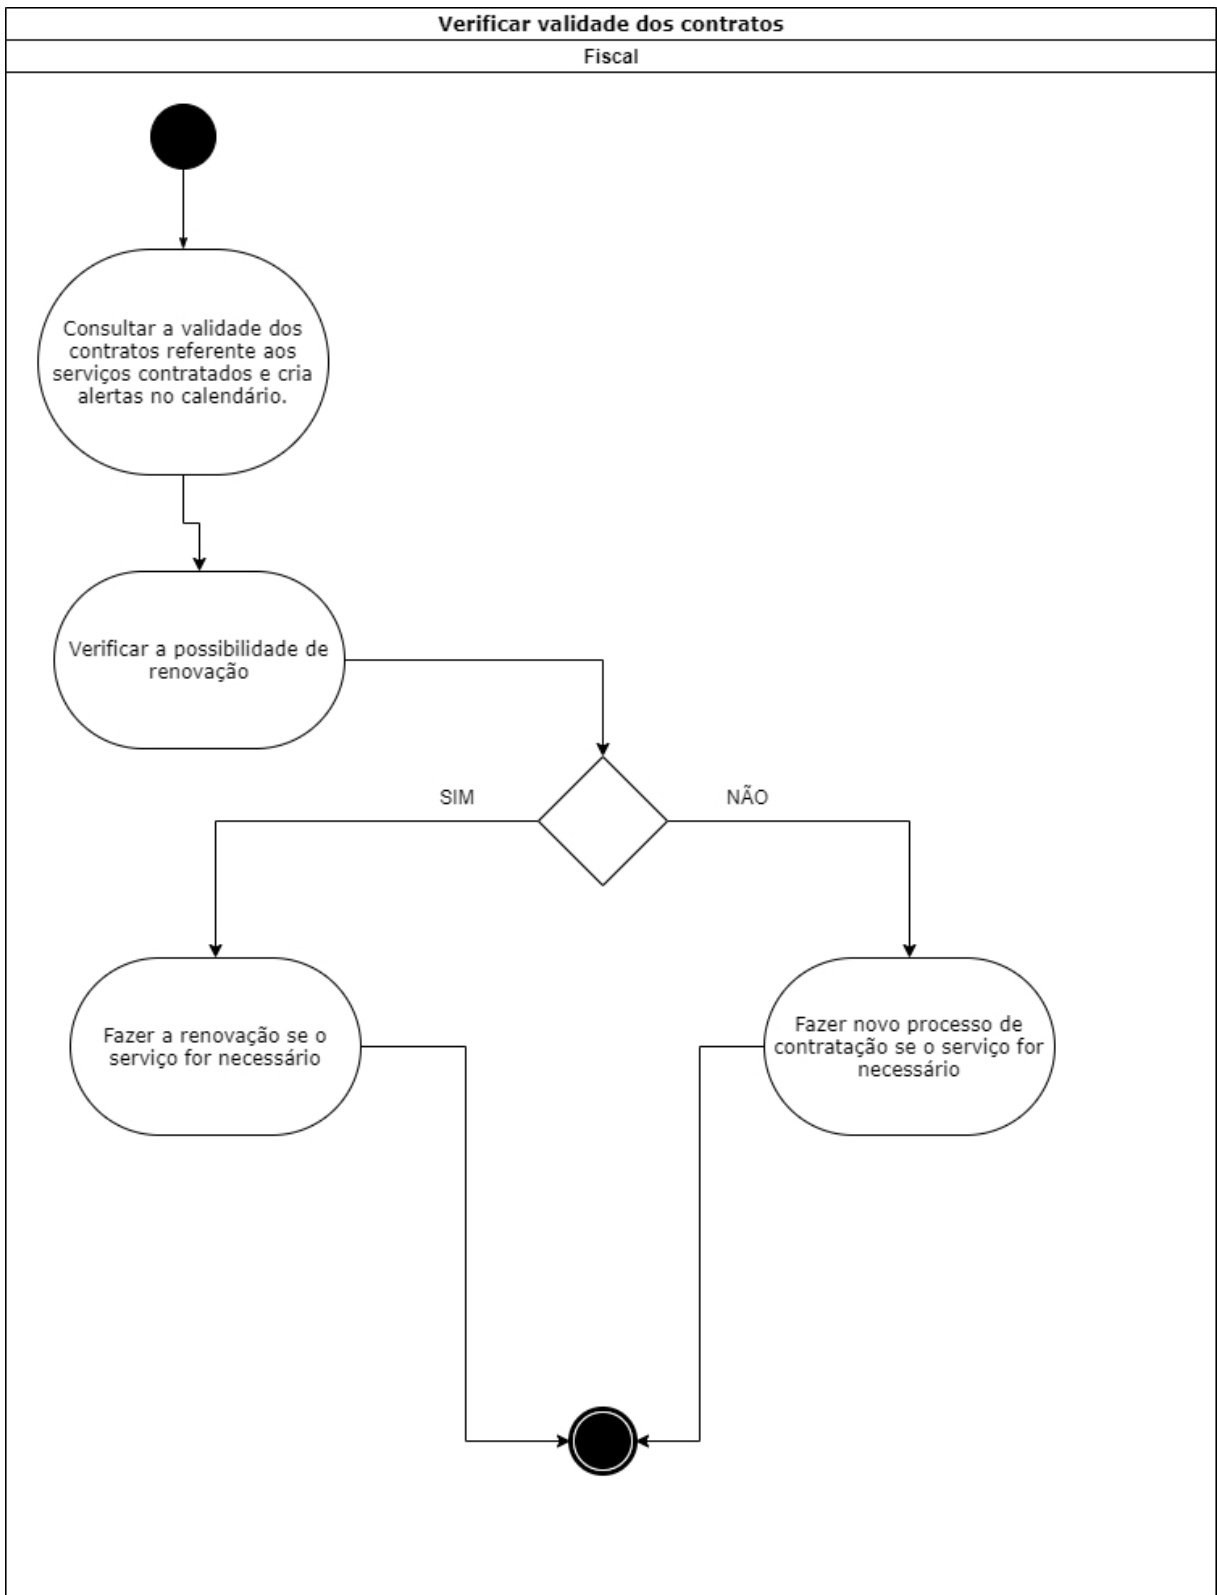 Verificar validade dos contratos
Fiscal
Consultar a validade dos
contratos referente aos
serviços contratados e cria
alertas no calendário.
Verificar a possibilidade de
renovação
SIM
NÃO
Fazer a renovação se o
serviço for necessário
Fazer novo processo de
contratação se o serviço for
necessário